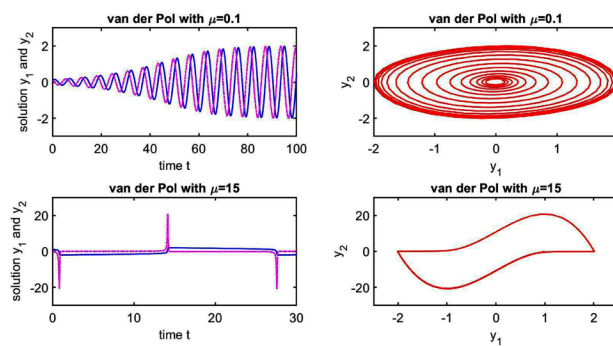 van der Pol with μ=0.1
solution y1 and y2
2
0
-2
0 20 40 60 80 100
time t
van der Pol with μ=0.1
y2
2
0
-2
-2 -1 0 1
y1
van der Pol with μ=15
solution y1 and y2
20
0
-20
0 10 20 30
time t
van der Pol with μ=15
y2
20
0
-20
-2 -1 0 1 2
y1